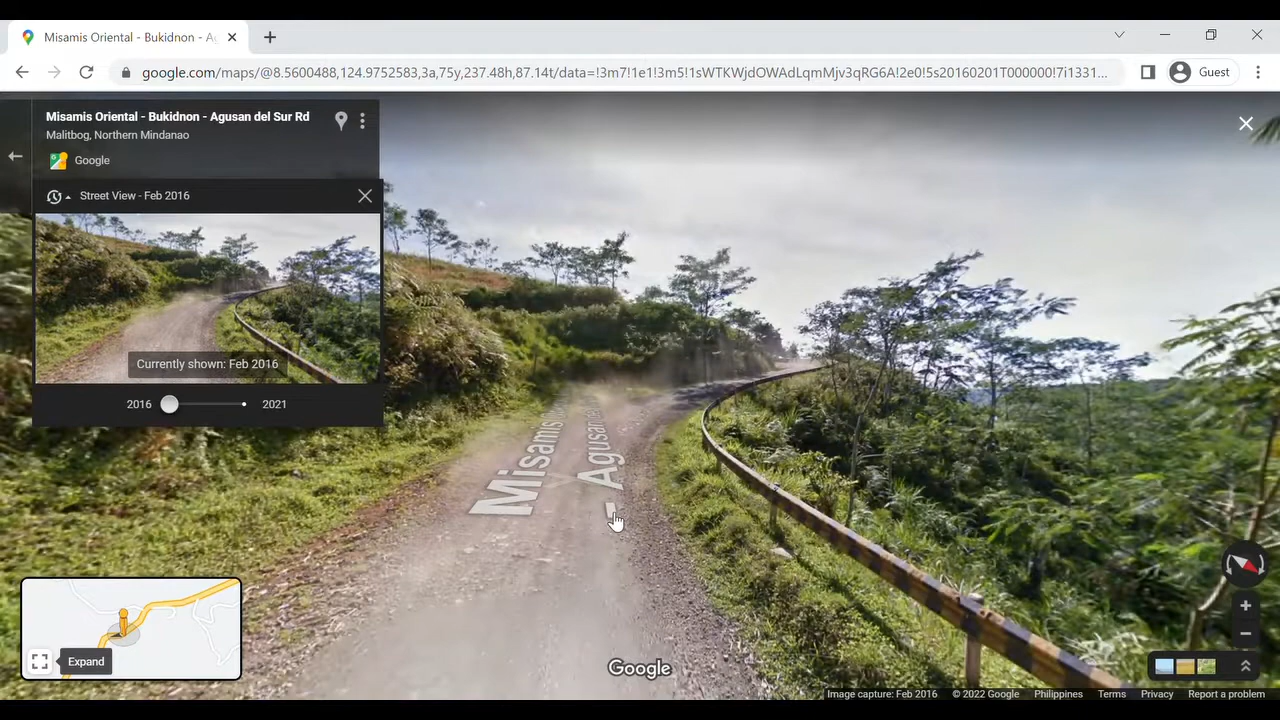 Misamis Oriental - Bukidnon - Ag
google.com/maps/@8.5600488,124.9752583,3a,75y,237.48h,87.14t/data=!3m7!1e1!3m5!1sWTKWjdOWAdLqmMjv3qRG6A!2e0!5s20160201T000000!7i1331...
Guest
Misamis Oriental - Bukidnon - Agusan del Sur Rd
Malitbog, Northern Mindanao
Google
Street View - Feb 2016
Currently shown: Feb 2016
2016 2021
Misamis
- Agusan del
Expand
Google
Image capture: Feb 2016 © 2022 Google Philippines Terms Privacy Report a problem